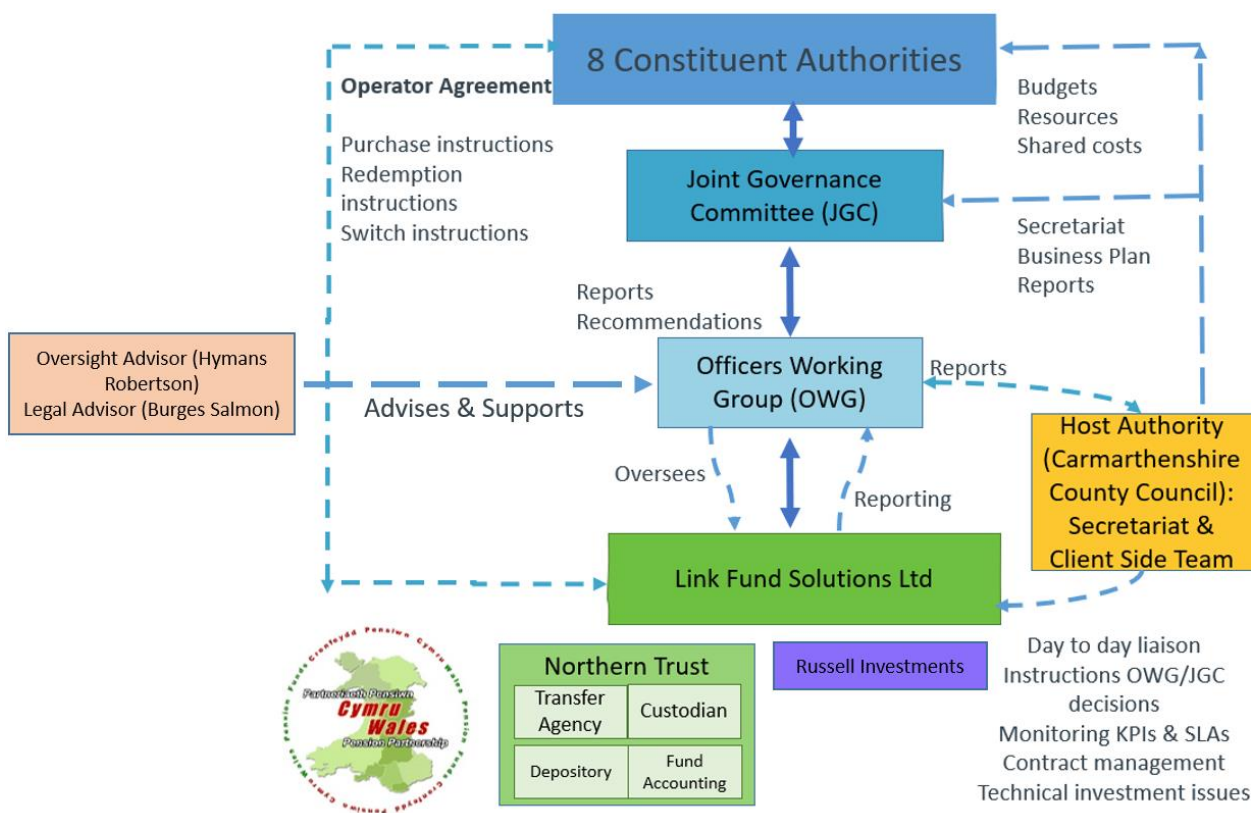 8 Constituent Authorities
Operator Agreement
Purchase instructions
Redemption
instructions
Switch instructions
Budgets
Resources
Shared costs
Joint Governance
Committee (JGC)
Secretariat
Business Plan
Reports
Reports
Recommendations
Oversight Advisor (Hymans
Robertson)
Legal Advisor (Burges Salmon)
Advises & Supports
Officers Working
Group (OWG)
Reports
Host Authority
(Carmarthenshire
County Council):
Secretariat &
Client Side Team
Oversees
Reporting
Link Fund Solutions Ltd
Partneriaeth Pensiwn
Cymru
Wales
Pension Partnership
Northern Trust
Transfer
Agency
Custodian
Depository
Fund
Accounting
Russell Investments
Day to day liaison
Instructions OWG/JGC
decisions
Monitoring KPIs & SLAs
Contract management
Technical investment issues